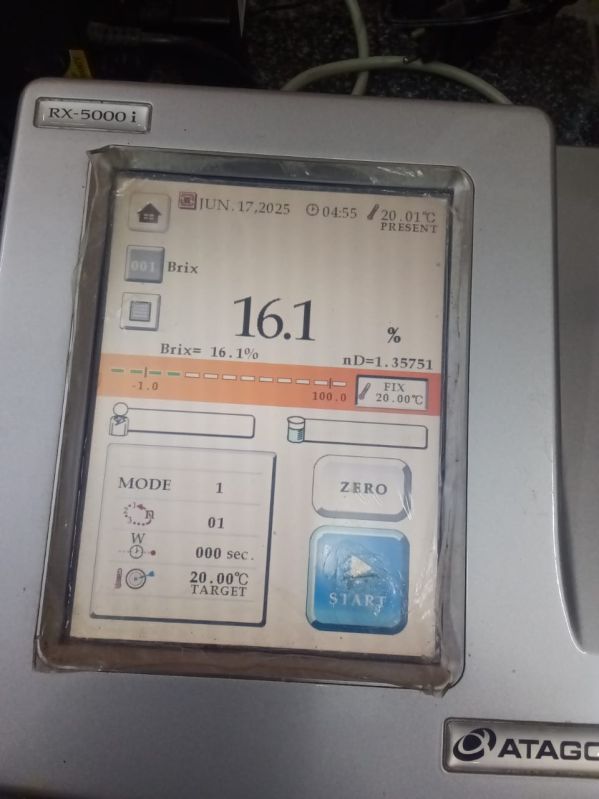 RX-5000 i
JUN. 17,2025 04:55 20.01℃
PRESENT
001 Brix
16.1 %
Brix= 16.1% nD=1.35751
-1.0 100.0 FIX
20.00℃
MODE 1
ZERO
n 01
W
000 sec.
20.00℃
TARGET
START
ATAGO